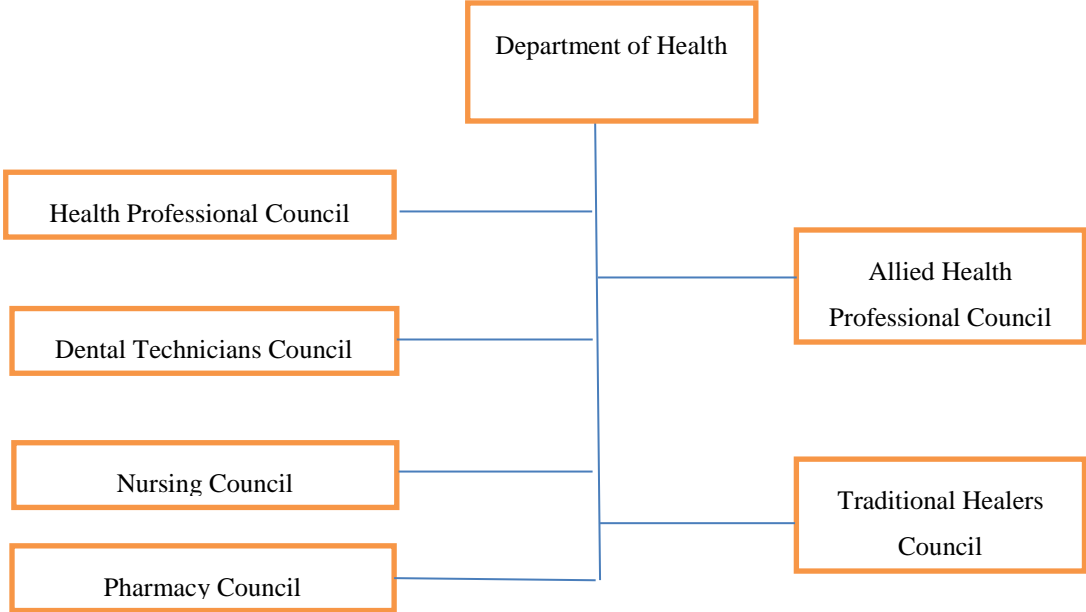 Department of Health
Health Professional Council
Allied Health
Professional Council
Dental Technicians Council
Nursing Council
Traditional Healers
Council
Pharmacy Council